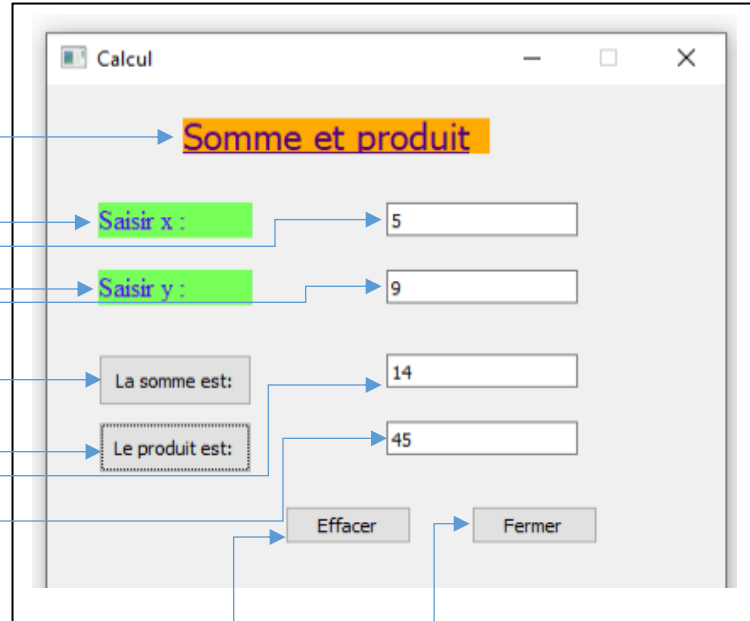 Calcul
Somme et produit
Saisir x : 5
Saisir y : 9
La somme est: 14
Le produit est: 45
Effacer Fermer